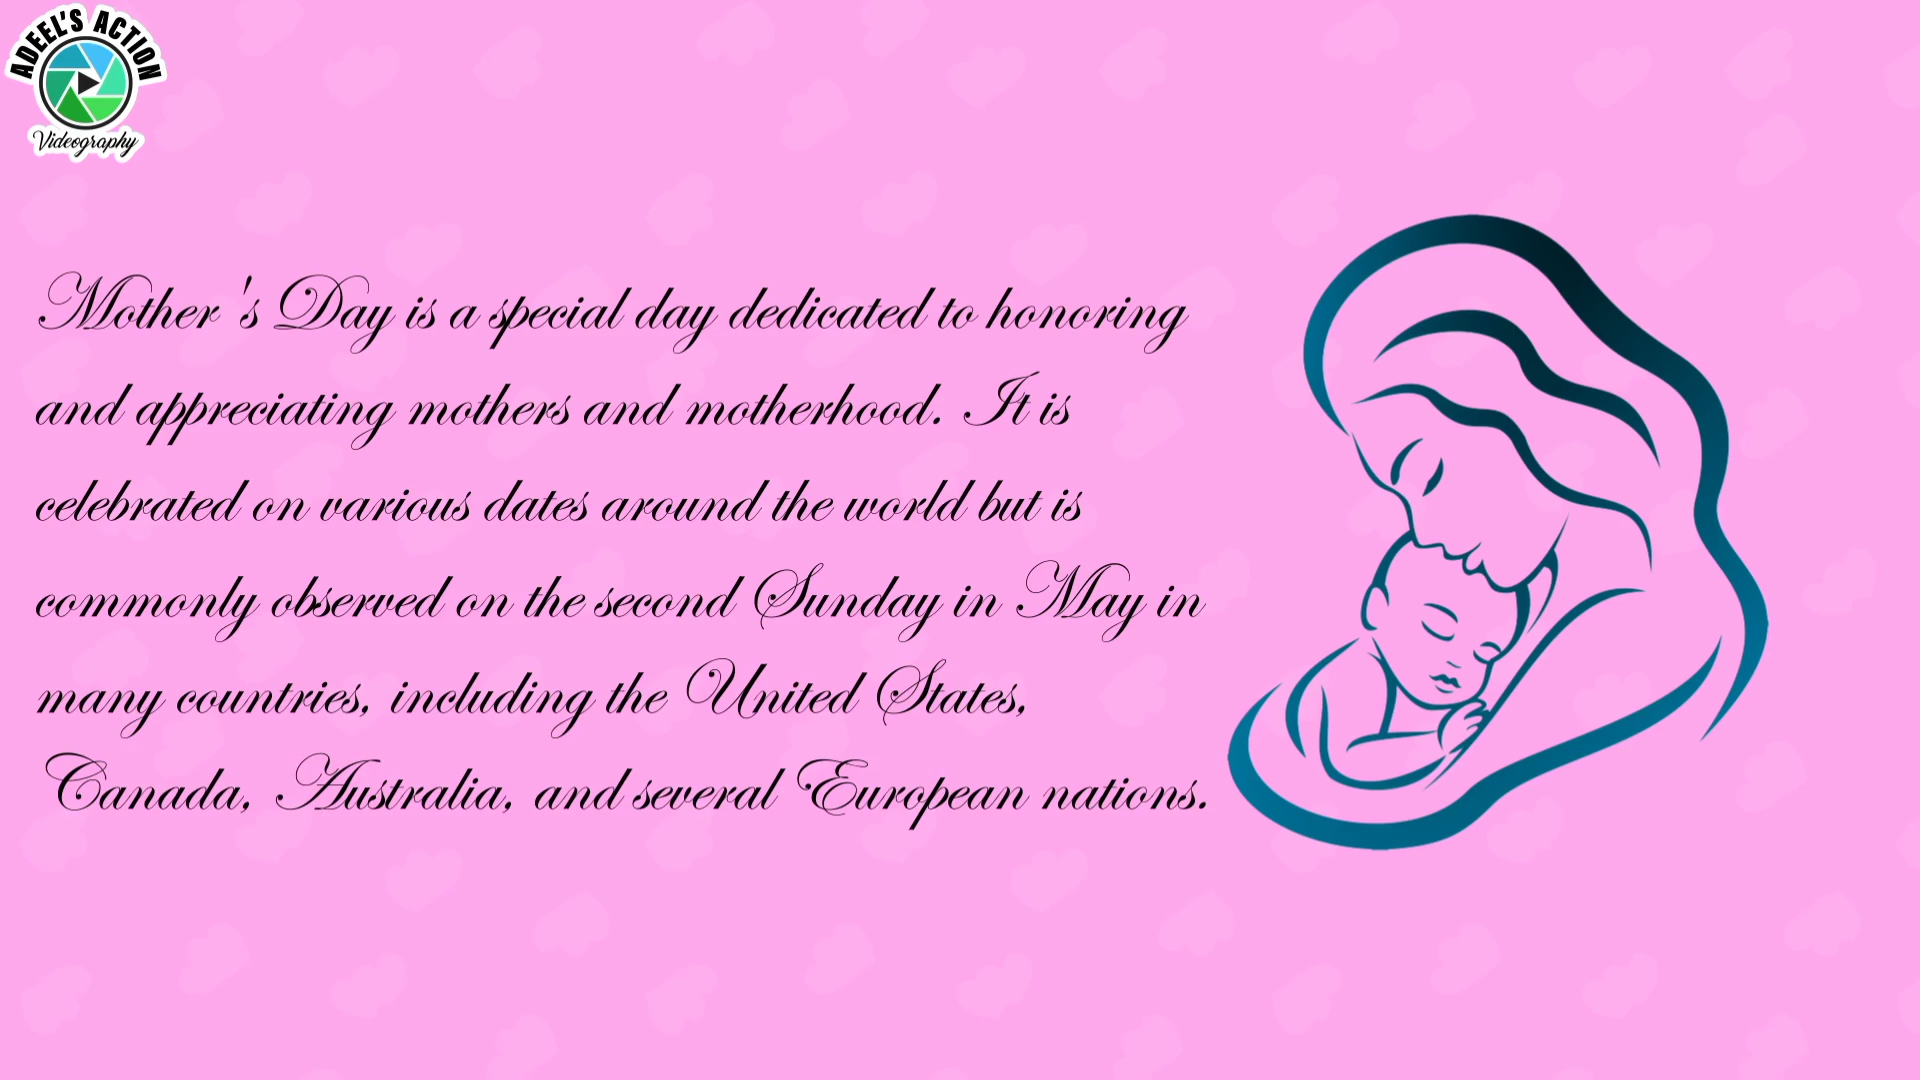 ADEEL'S ACTION
Videography
Mother's Day is a special day dedicated to honoring
and appreciating mothers and motherhood. It is
celebrated on various dates around the world but is
commonly observed on the second Sunday in May in
many countries, including the United States,
Canada, Australia, and several European nations.